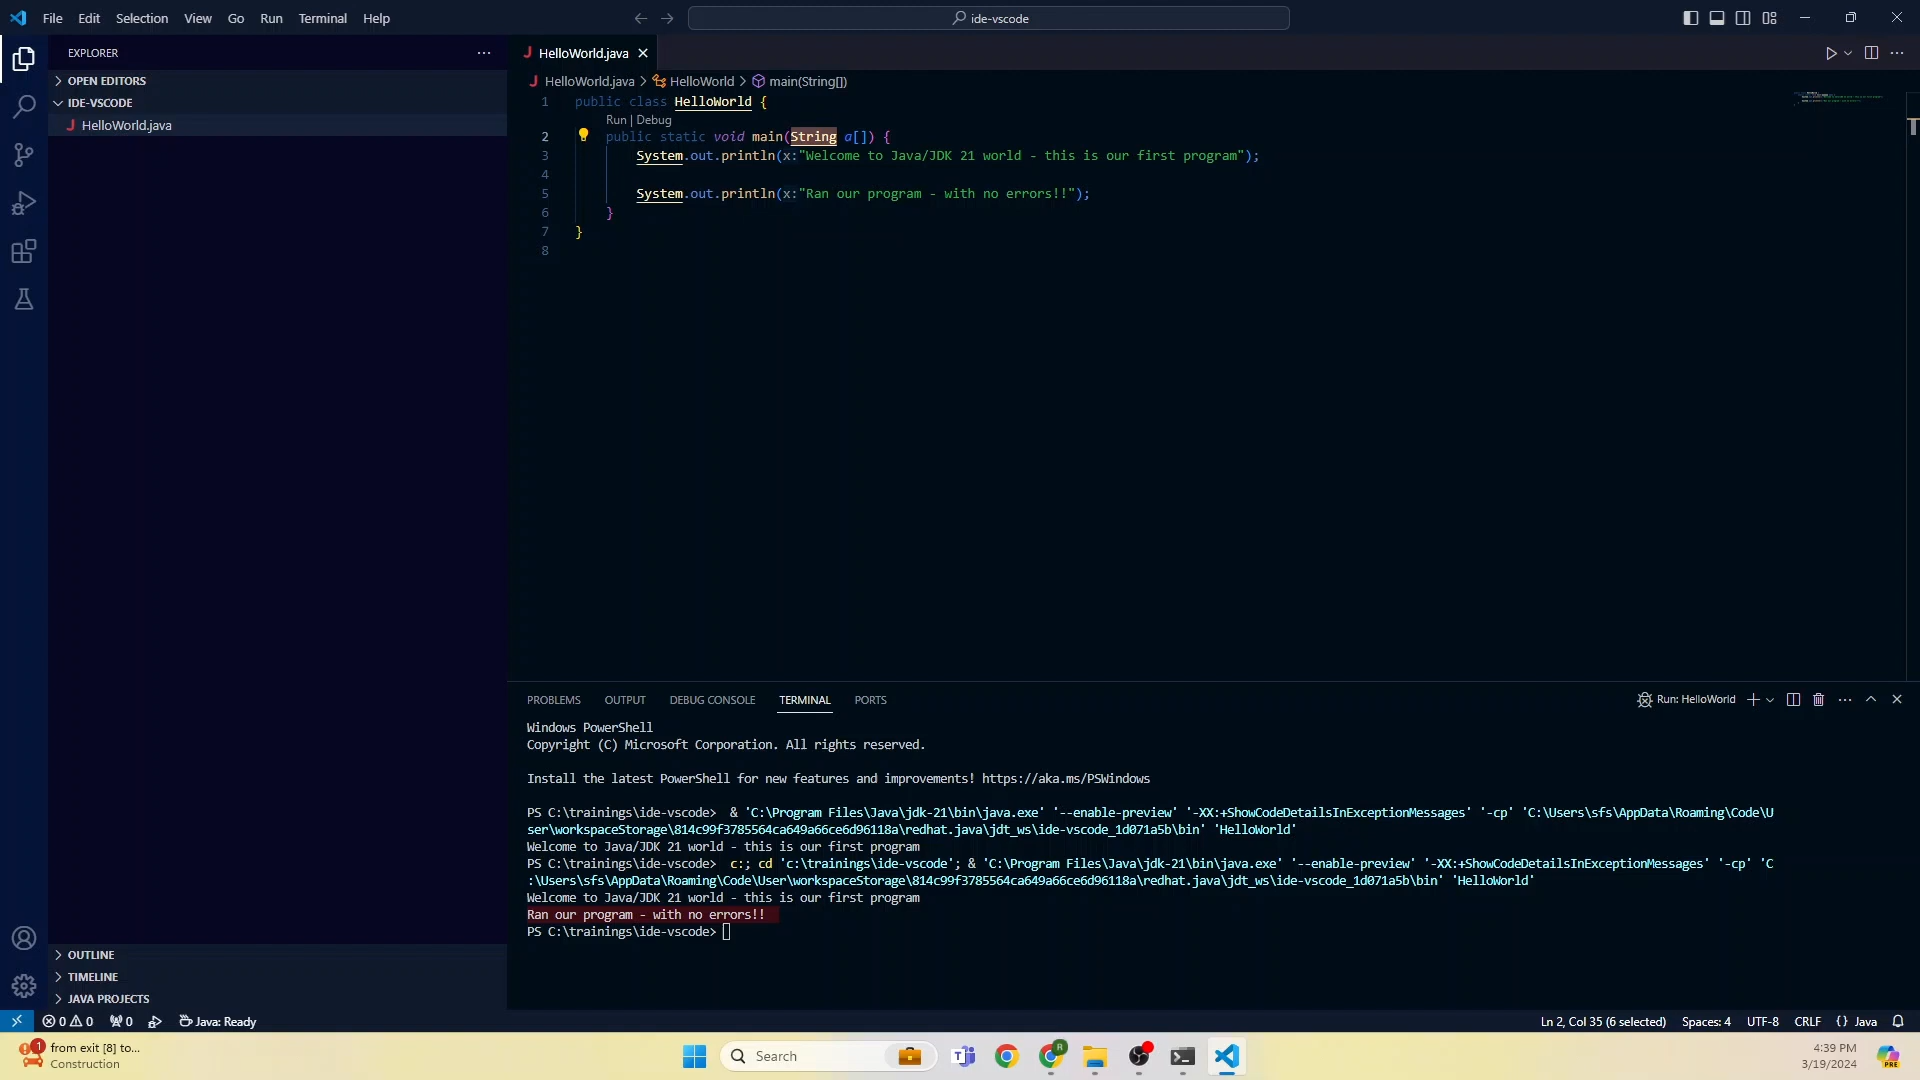 File Edit Selection View Go Run Terminal Help
ide-vscode
EXPLORER
OPEN EDITORS
IDE-VSCODE
HelloWorld.java
OUTLINE
TIMELINE
JAVA PROJECTS
HelloWorld.java
HelloWorld.java > HelloWorld > main(String[])
1 public class HelloWorld {
Run | Debug
2 public static void main(String a[]) {
3 System.out.println(x:"Welcome to Java/JDK 21 world - this is our first program");
4
5 System.out.println(x:"Ran our program - with no errors!!");
6 }
7 }
8
PROBLEMS OUTPUT DEBUG CONSOLE TERMINAL PORTS
Run: HelloWorld
Windows PowerShell
Copyright (C) Microsoft Corporation. All rights reserved.
Install the latest PowerShell for new features and improvements! https://aka.ms/PSWindows
PS C:\trainings\ide-vscode>  & 'C:\Program Files\Java\jdk-21\bin\java.exe' '--enable-preview' '-XX:+ShowCodeDetailsInExceptionMessages' '-cp' 'C:\Users\sfs\AppData\Roaming\Code\U
ser\workspaceStorage\814c99f3785564ca649a66ce6d96118a\redhat.java\jdt_ws\ide-vscode_1d071a5b\bin' 'HelloWorld'
Welcome to Java/JDK 21 world - this is our first program
PS C:\trainings\ide-vscode>  c:; cd 'c:\trainings\ide-vscode'; & 'C:\Program Files\Java\jdk-21\bin\java.exe' '--enable-preview' '-XX:+ShowCodeDetailsInExceptionMessages' '-cp' 'C
:\Users\sfs\AppData\Roaming\Code\User\workspaceStorage\814c99f3785564ca649a66ce6d96118a\redhat.java\jdt_ws\ide-vscode_1d071a5b\bin' 'HelloWorld'
Welcome to Java/JDK 21 world - this is our first program
Ran our program - with no errors!!
PS C:\trainings\ide-vscode>
0 0 0 Java: Ready
Ln 2, Col 35 (6 selected) Spaces: 4 UTF-8 CRLF {} Java
1 from exit [8] to...
Construction
Search
R
PRE
4:39 PM
3/19/2024